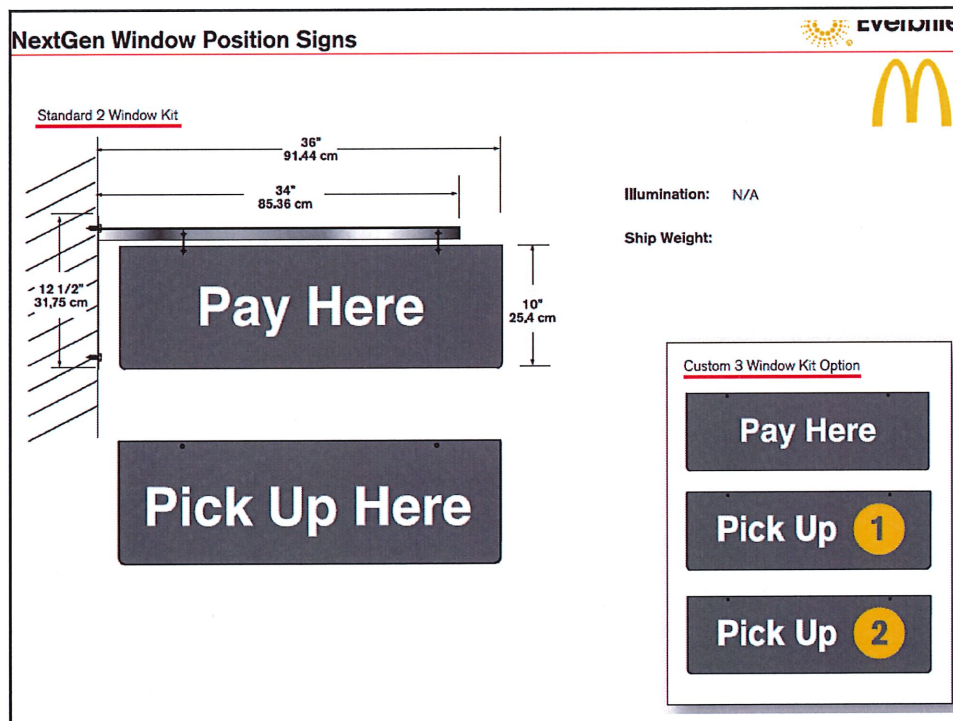 NextGen Window Position Signs
Standard 2 Window Kit
36"
91.44 cm
34"
85.36 cm
Illumination: N/A
Ship Weight:
12 1/2"
31,75 cm
Pay Here
10"
25,4 cm
Pick Up Here
Custom 3 Window Kit Option
Pay Here
Pick Up 1
Pick Up 2